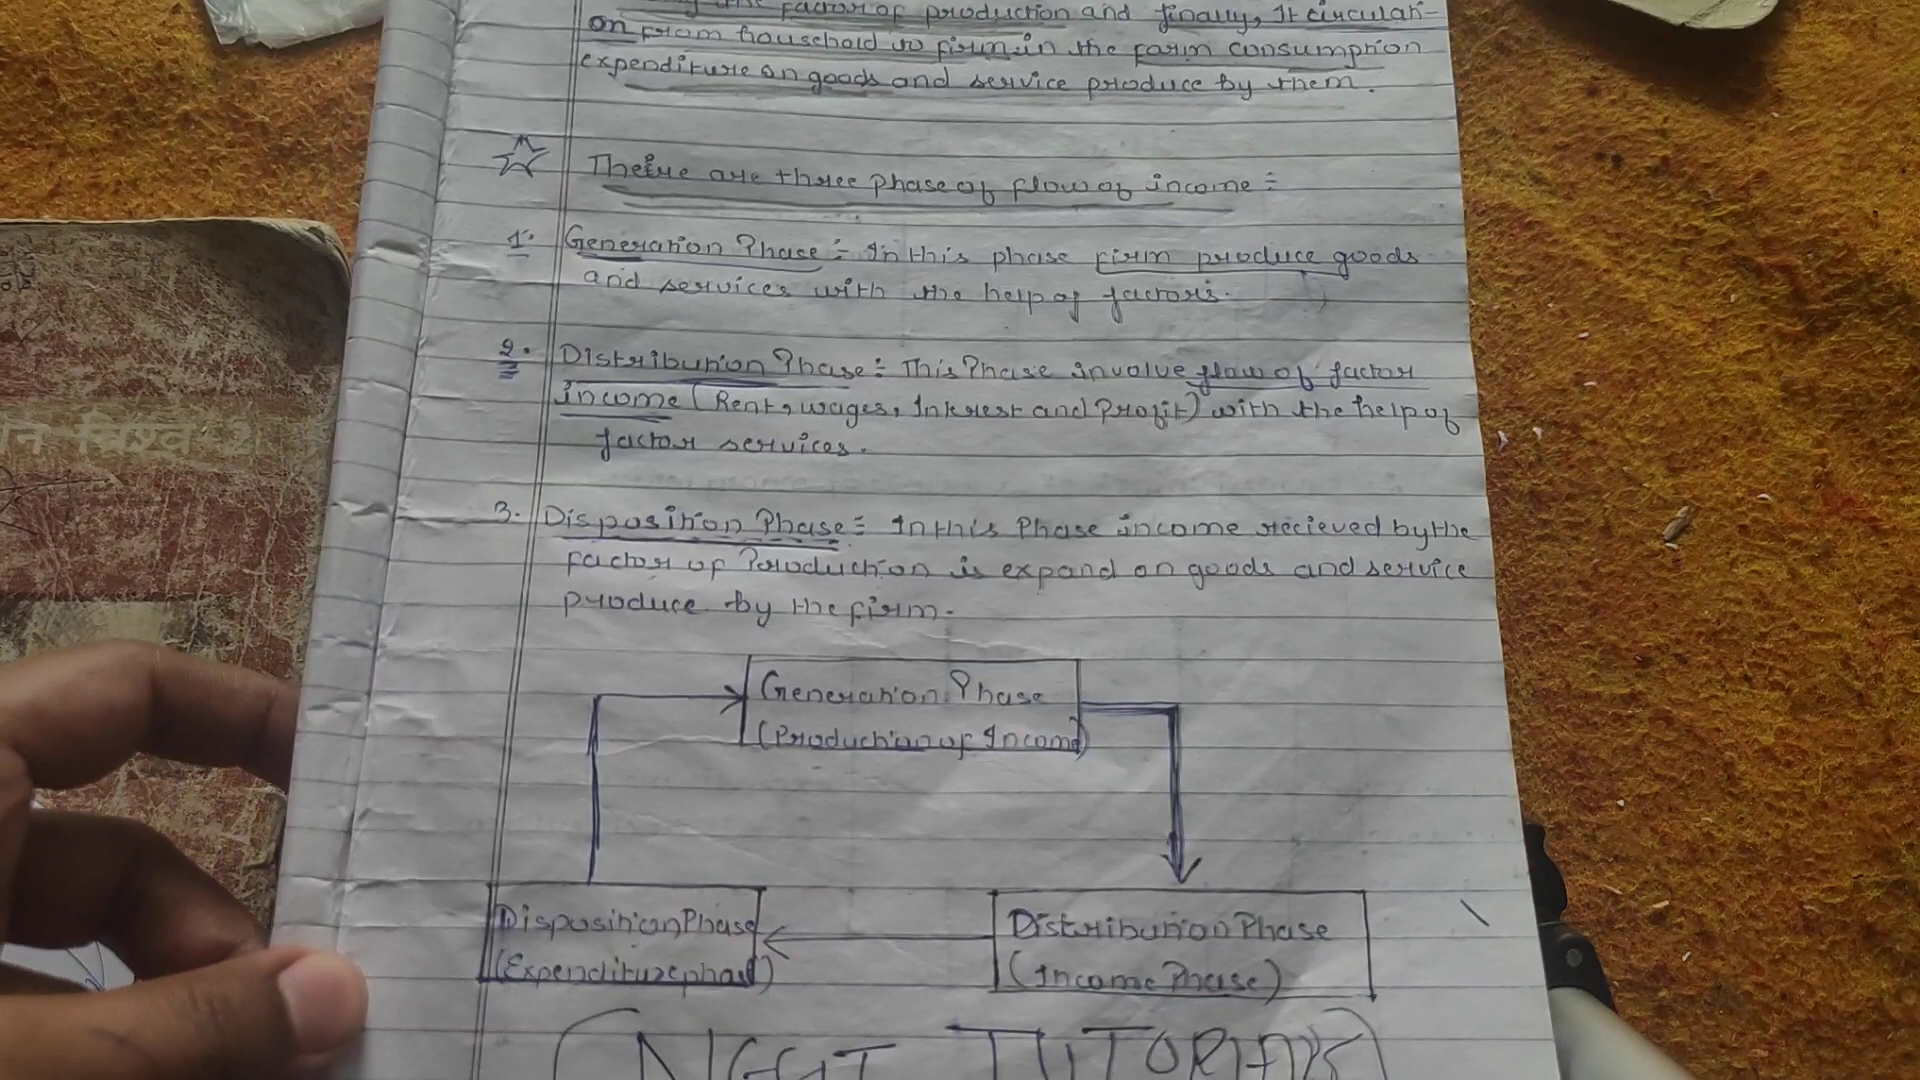 the factor of production and finally, It circulati-
on from household to firm in the farm consumption
expenditure on goods and service produce by them.
There are three phase of flow of income :-
1. Generation Phase :- In this phase firm produce goods
and services with the help of factors.
2. Distribution Phase :- This Phase involve flow of factor
income (Rent, wages, Interest and Profit) with the help of
factor services.
3. Disposition Phase :- In this Phase income recieved by the
factor of Production is expand on goods and service
produce by the firm.
Generation Phase
(Production of Income)
Disposition Phase
(Expenditure phase)
Distribution Phase
(Income Phase)
TUTORIALS
न विश्व